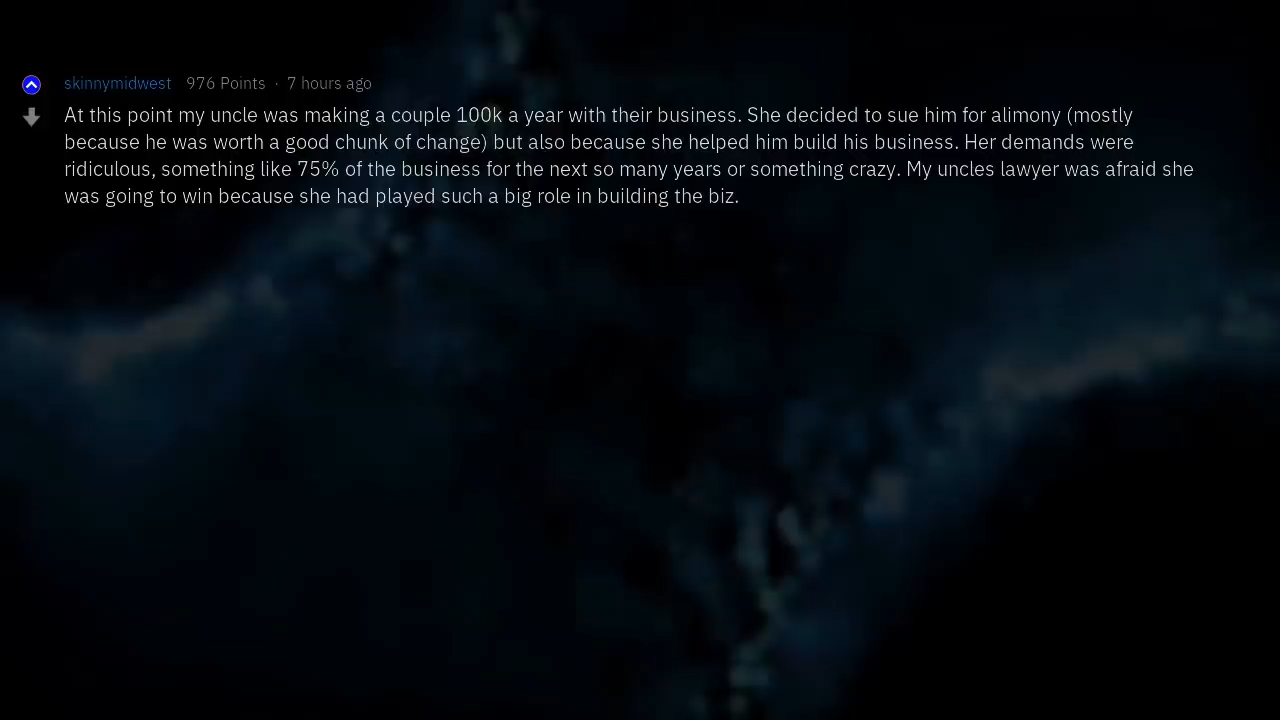 skinnymidwest 976 Points · 7 hours ago
At this point my uncle was making a couple 100k a year with their business. She decided to sue him for alimony (mostly
because he was worth a good chunk of change) but also because she helped him build his business. Her demands were
ridiculous, something like 75% of the business for the next so many years or something crazy. My uncles lawyer was afraid she
was going to win because she had played such a big role in building the biz.